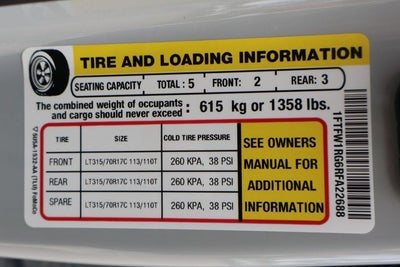 TIRE AND LOADING INFORMATION
SEATING CAPACITY TOTAL : 5 FRONT: 2 REAR: 3
The combined weight of occupants and cargo should never exceed : 615 kg or 1358 lbs.
TIRE SIZE COLD TIRE PRESSURE
FRONT LT315/70R17C 113/110T 260 KPA, 38 PSI
REAR LT315/70R17C 113/110T 260 KPA, 38 PSI
SPARE LT315/70R17C 113/110T 260 KPA, 38 PSI
SEE OWNERS
MANUAL FOR
ADDITIONAL
INFORMATION
1FTFW1RG6RFA22688